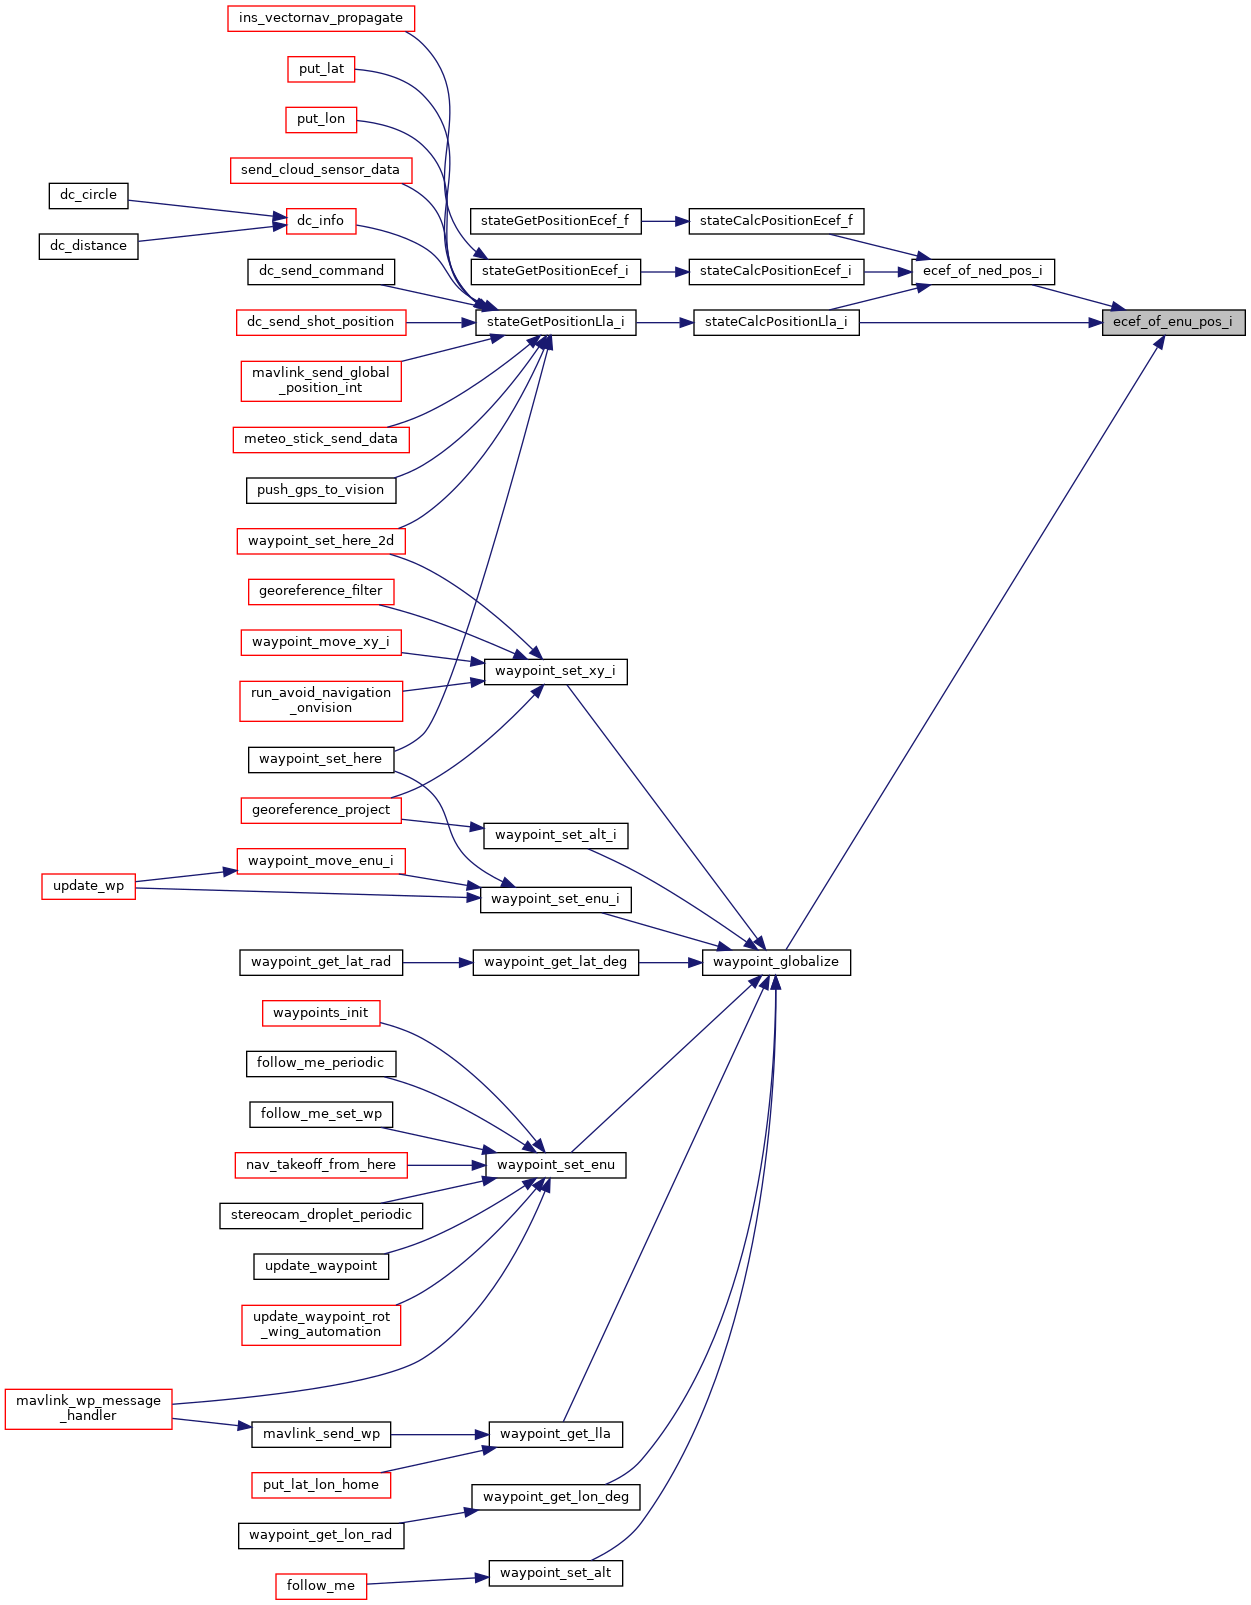 ins_vectornav_propagate
put_lat
put_lon
send_cloud_sensor_data
dc_circle
dc_info
dc_distance
stateGetPositionEcef_f
stateCalcPositionEcef_f
dc_send_command
stateGetPositionEcef_i
stateCalcPositionEcef_i
ecef_of_ned_pos_i
dc_send_shot_position
stateGetPositionLla_i
stateCalcPositionLla_i
ecef_of_enu_pos_i
mavlink_send_global
_position_int
meteo_stick_send_data
push_gps_to_vision
waypoint_set_here_2d
georeference_filter
waypoint_move_xy_i
waypoint_set_xy_i
run_avoid_navigation
_onvision
waypoint_set_here
georeference_project
waypoint_set_alt_i
waypoint_move_enu_i
update_wp
waypoint_set_enu_i
waypoint_get_lat_rad
waypoint_get_lat_deg
waypoint_globalize
waypoints_init
follow_me_periodic
follow_me_set_wp
nav_takeoff_from_here
waypoint_set_enu
stereocam_droplet_periodic
update_waypoint
update_waypoint_rot
_wing_automation
mavlink_wp_message
_handler
mavlink_send_wp
waypoint_get_lla
put_lat_lon_home
waypoint_get_lon_deg
waypoint_get_lon_rad
waypoint_set_alt
follow_me